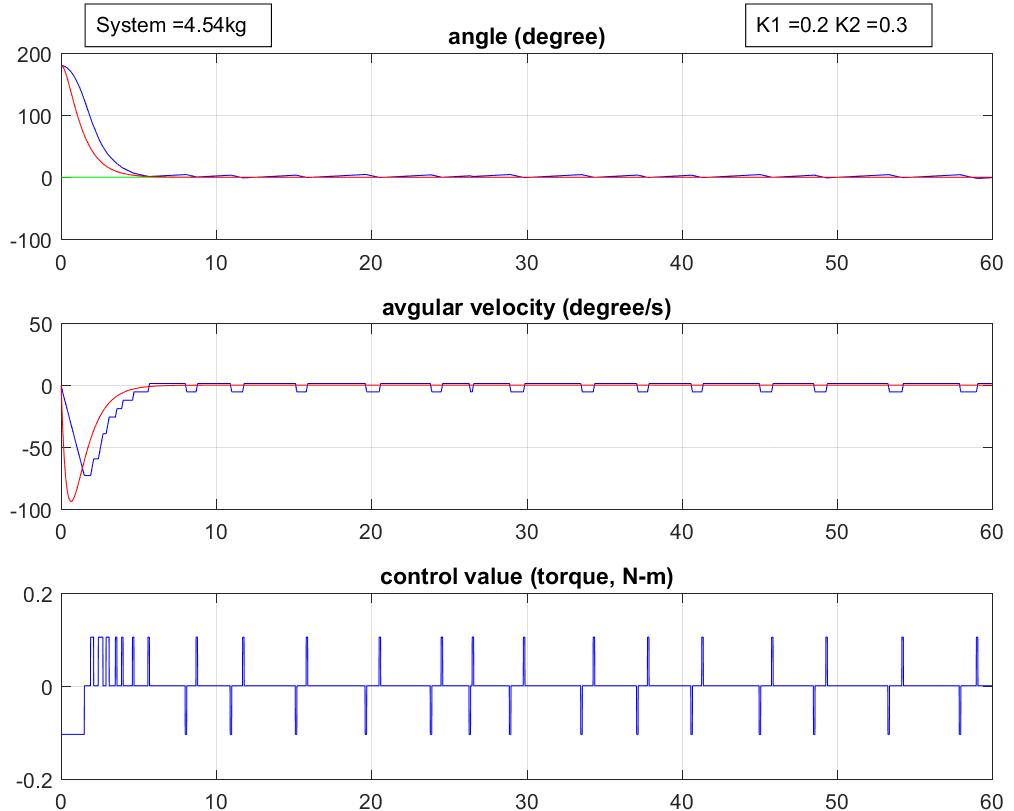 System =4.54kg
K1 =0.2 K2 =0.3
angle (degree)
200
100
0
-100
0 10 20 30 40 50 60
avgular velocity (degree/s)
50
0
-50
-100
0 10 20 30 40 50 60
control value (torque, N-m)
0.2
0
-0.2
0 10 20 30 40 50 60